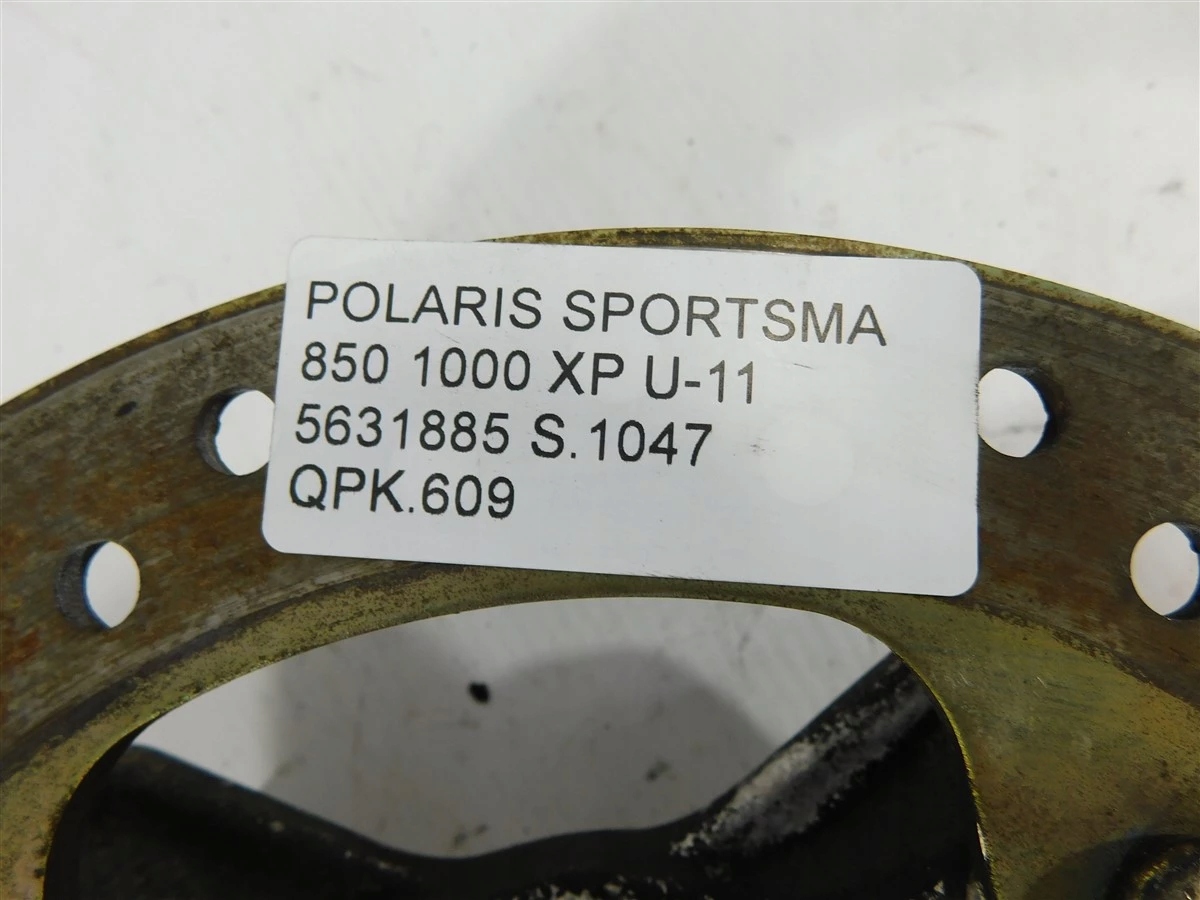 POLARIS SPORTSMA
850 1000 XP U-11
5631885 S.1047
QPK.609